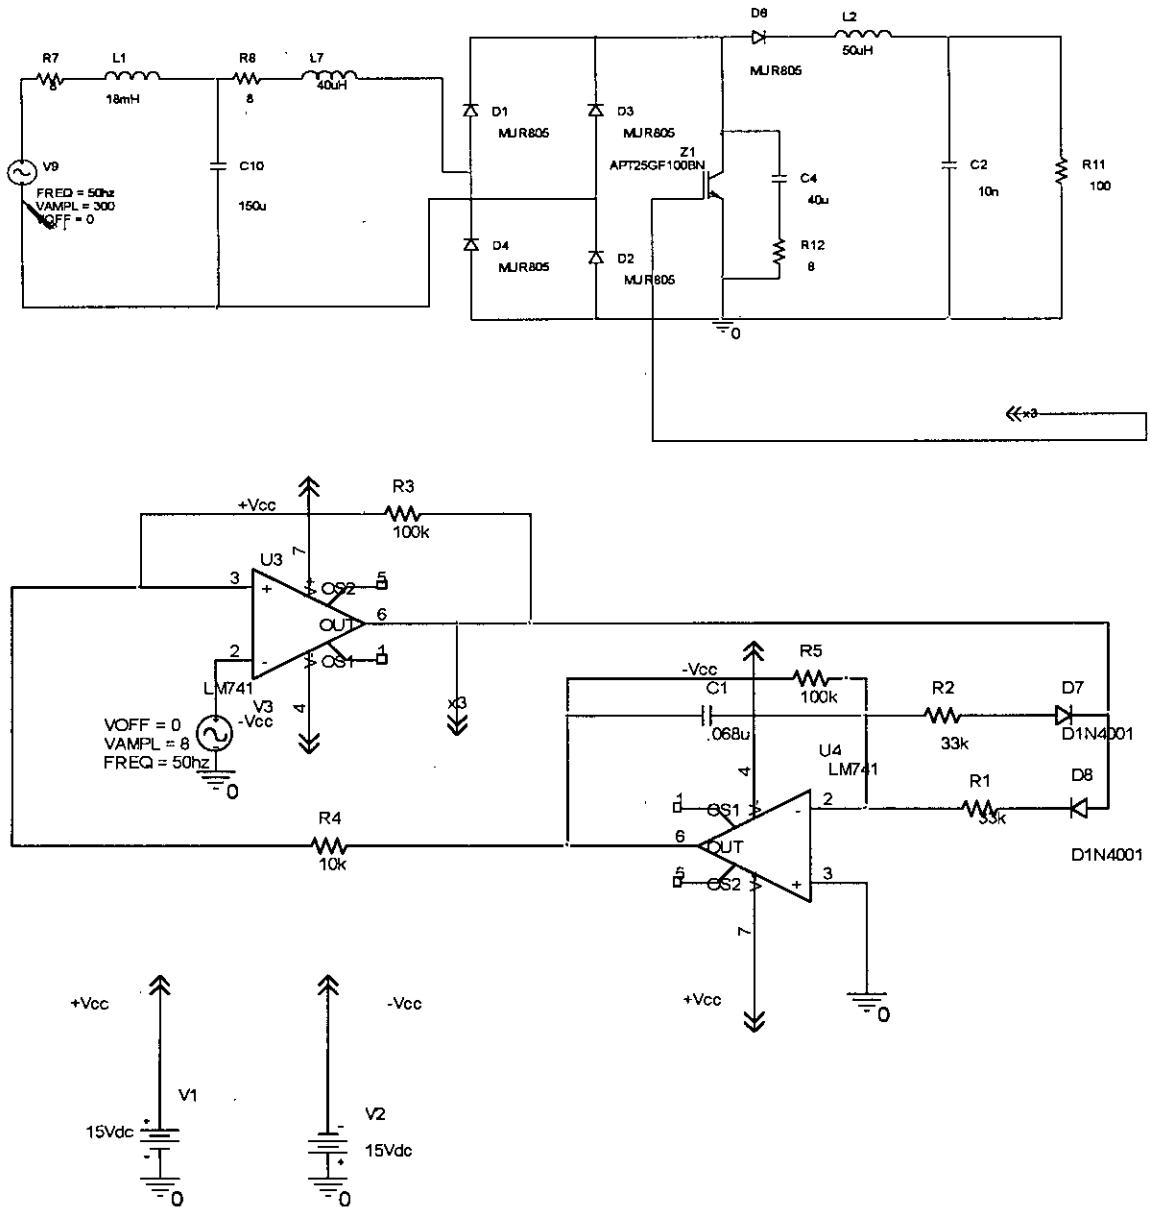 D6
L2
50uH
MUR805
R7
8
L1
18mH
R8
8
L7
40uH
D1
MUR805
D3
MUR805
Z1
APT25GF100BN
V9
FREQ = 50hz
VAMPL = 300
VOFF = 0
C10
150u
C4
40u
C2
10n
R11
100
D4
MUR805
D2
MUR805
R12
8
0
x3
+Vcc
R3
100k
U3
7
3
+
OS2
5
OUT
6
2
-
OS1
1
LM741
V3
-Vcc
4
x3
VOFF = 0
VAMPL = 8
FREQ = 50hz
0
-Vcc
R5
100k
C1
.068u
R2
33k
D7
D1N4001
U4
LM741
4
1
OS1
2
-
R1
33k
D8
D1N4001
6
OUT
5
OS2
+
3
7
+Vcc
0
R4
10k
+Vcc
-Vcc
V1
15Vdc
+
-
0
V2
15Vdc
-
+
0